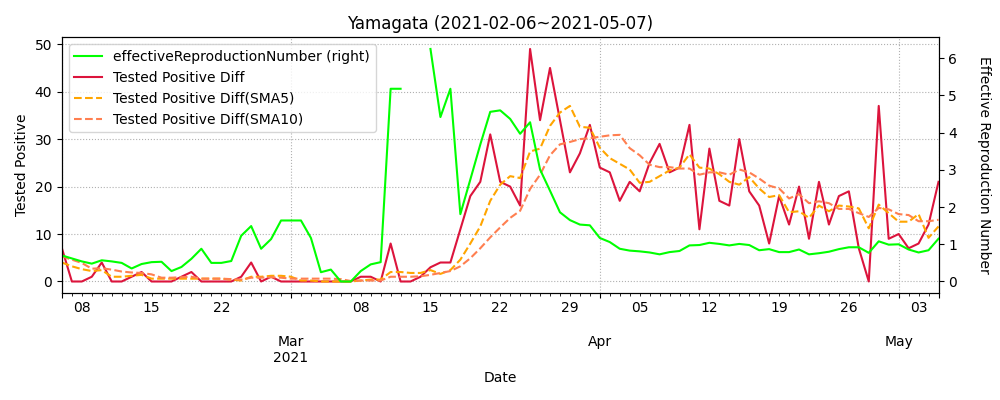 Yamagata (2021-02-06~2021-05-07)
effectiveReproductionNumber (right)
Tested Positive Diff
Tested Positive Diff(SMA5)
Tested Positive Diff(SMA10)
Tested Positive
50
40
30
20
10
0
6
5
4
3
2
1
0
Effective Reproduction Number
08 15 22 08 15 22 29 05 12 19 26 03
Mar Apr May
2021
Date